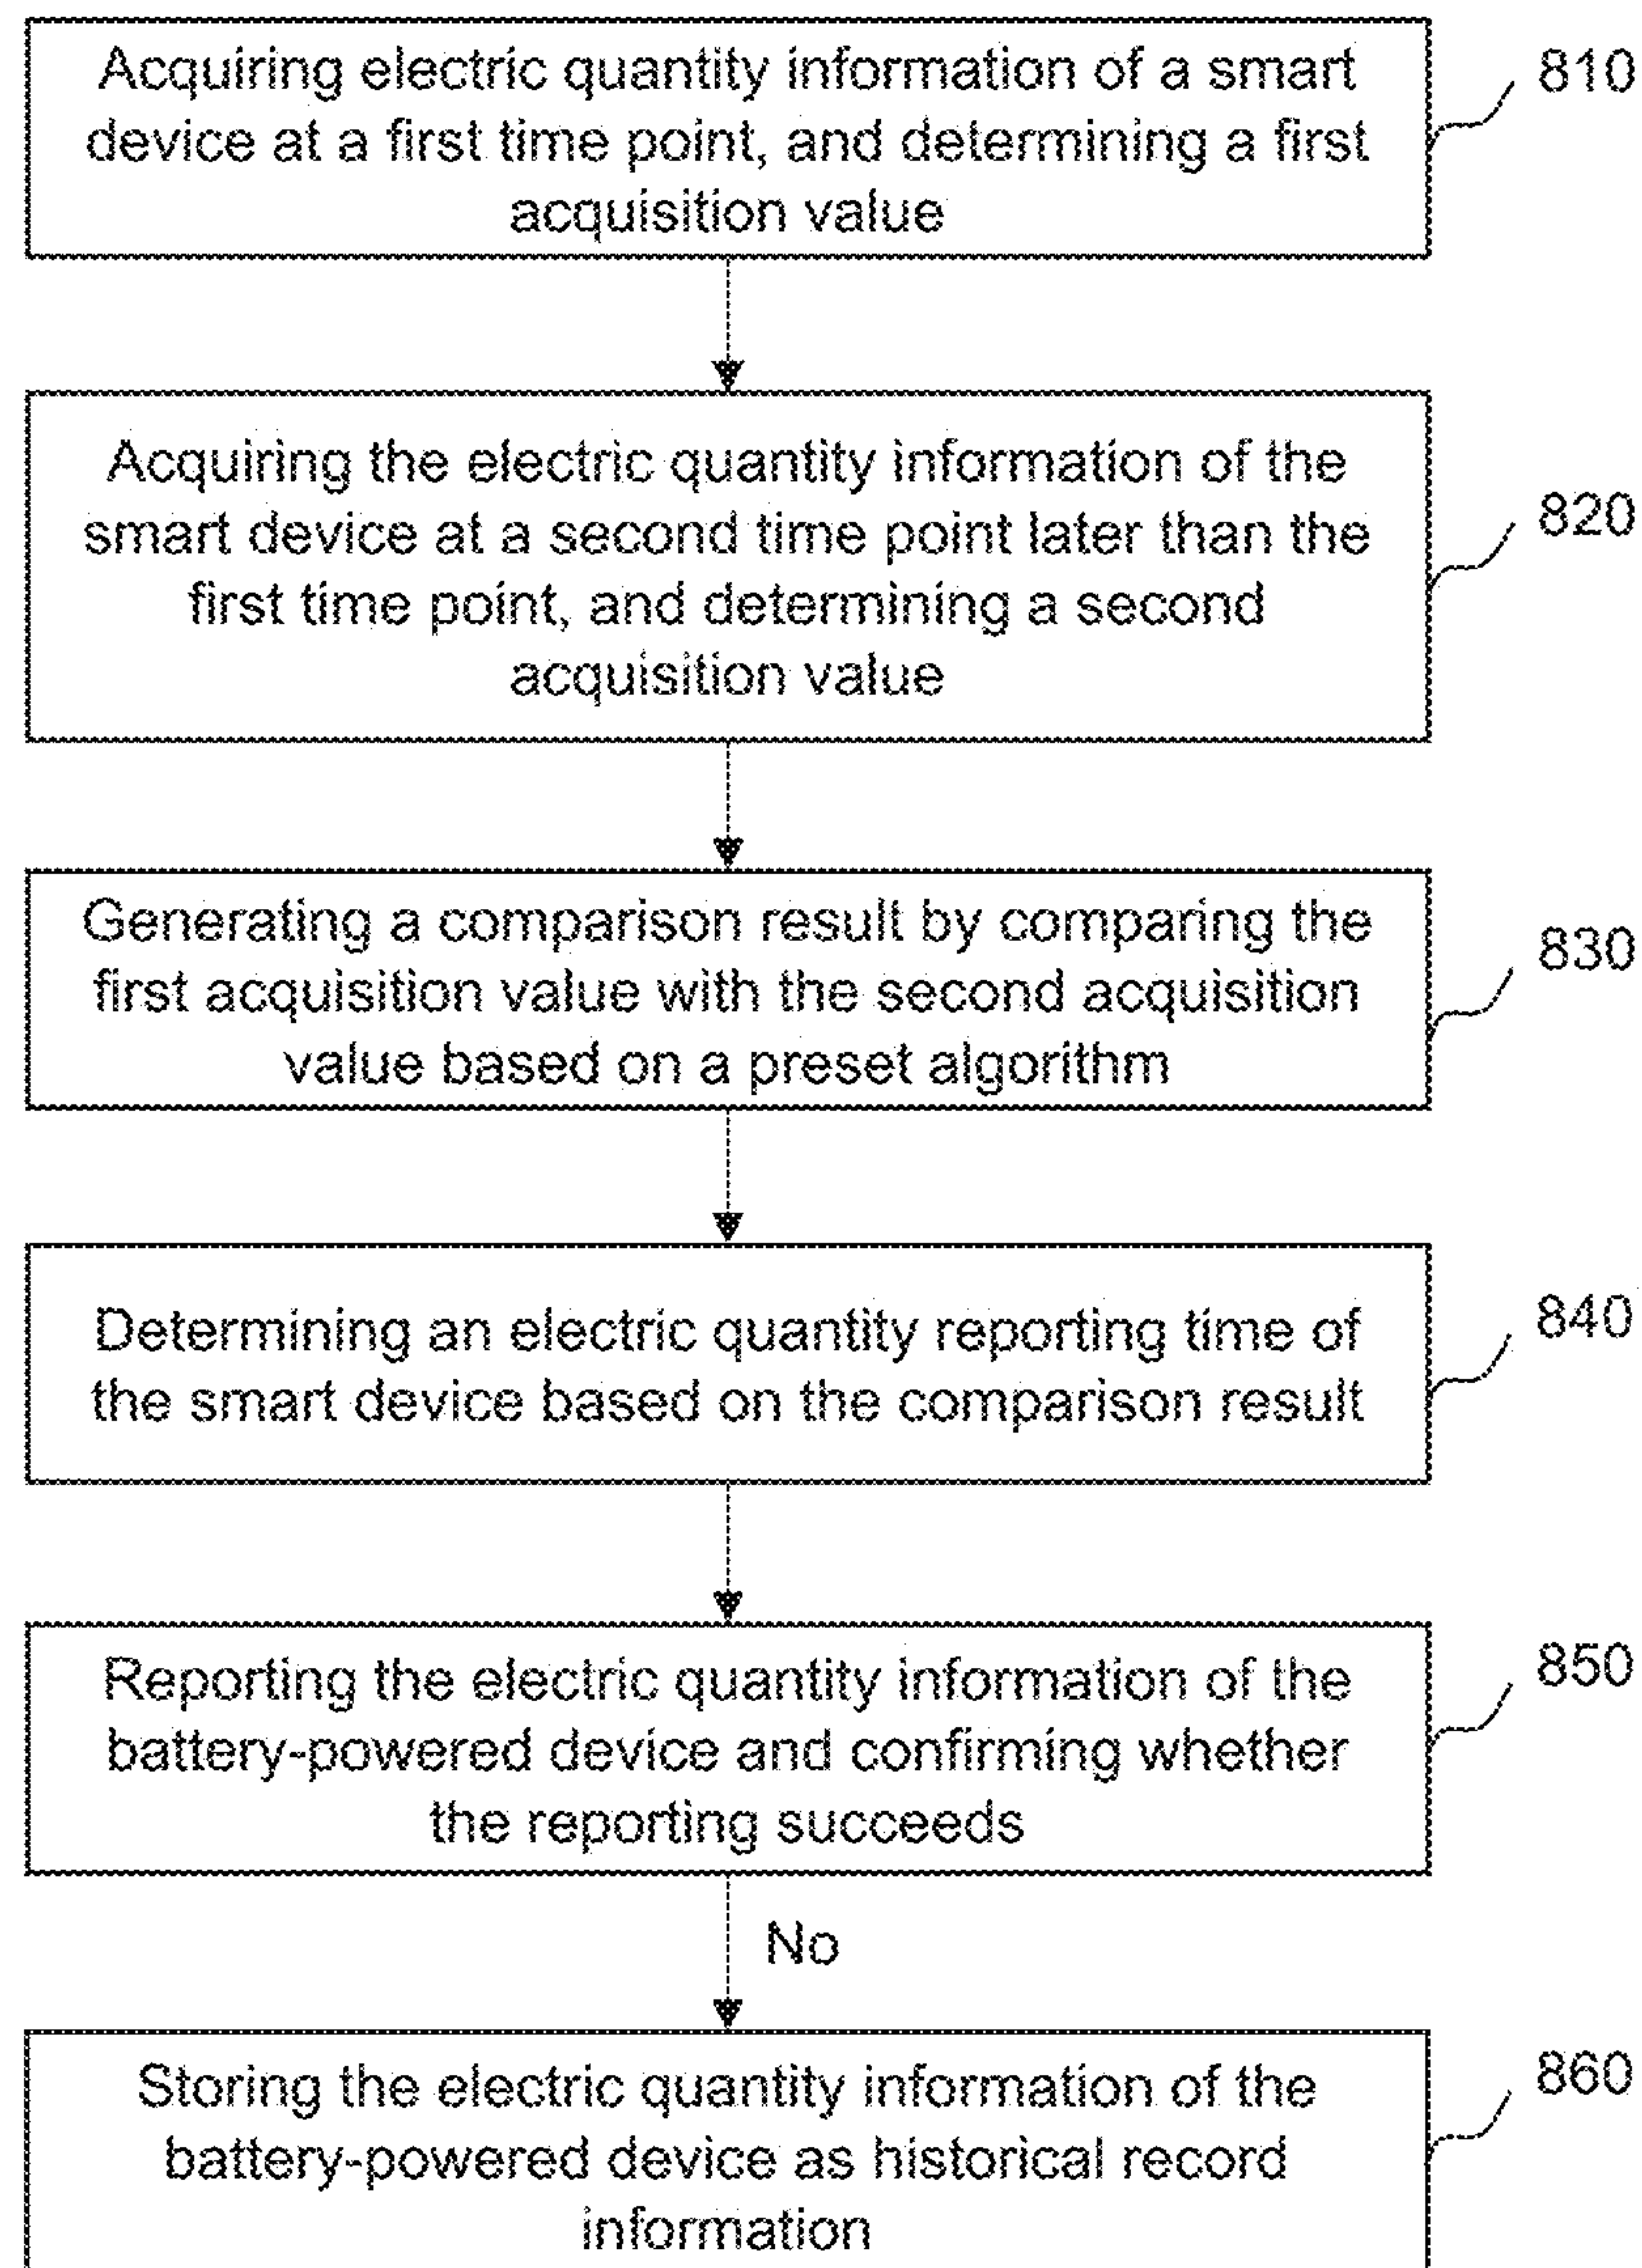 Acquiring electric quantity information of a smart
device at a first time point, and determining a first
acquisition value
810
Acquiring the electric quantity information of the
smart device at a second time point later than the
first time point, and determining a second
acquisition value
820
Generating a comparison result by comparing the
first acquisition value with the second acquisition
value based on a preset algorithm
830
Determining an electric quantity reporting time of
the smart device based on the comparison result
840
Reporting the electric quantity information of the
battery-powered device and confirming whether
the reporting succeeds
850
No
Storing the electric quantity information of the
battery-powered device as historical record
information
860